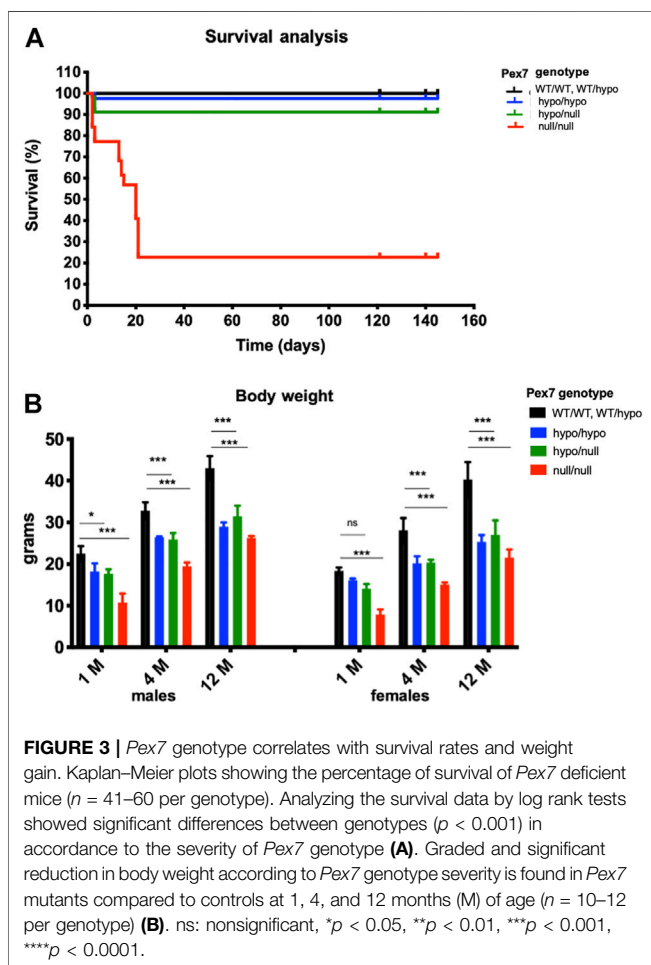 A
Survival analysis
Pex7 genotype
WT/WT, WT/hypo
hypo/hypo
hypo/null
null/null
Survival (%)
110
100
90
80
70
60
50
40
30
20
10
0
0 20 40 60 80 100 120 140 160
Time (days)
B
Body weight
Pex7 genotype
WT/WT, WT/hypo
hypo/hypo
hypo/null
null/null
grams
50
40
30
20
10
0
* ***
*** ***
*** ***
ns ***
*** ***
*** ***
1 M 4 M 12 M 1 M 4 M 12 M
males females
FIGURE 3 | Pex7 genotype correlates with survival rates and weight
gain. Kaplan–Meier plots showing the percentage of survival of Pex7 deficient
mice (n = 41–60 per genotype). Analyzing the survival data by log rank tests
showed significant differences between genotypes (p < 0.001) in
accordance to the severity of Pex7 genotype (A). Graded and significant
reduction in body weight according to Pex7 genotype severity is found in Pex7
mutants compared to controls at 1, 4, and 12 months (M) of age (n = 10–12
per genotype) (B). ns: nonsignificant, *p < 0.05, **p < 0.01, ***p < 0.001,
****p < 0.0001.